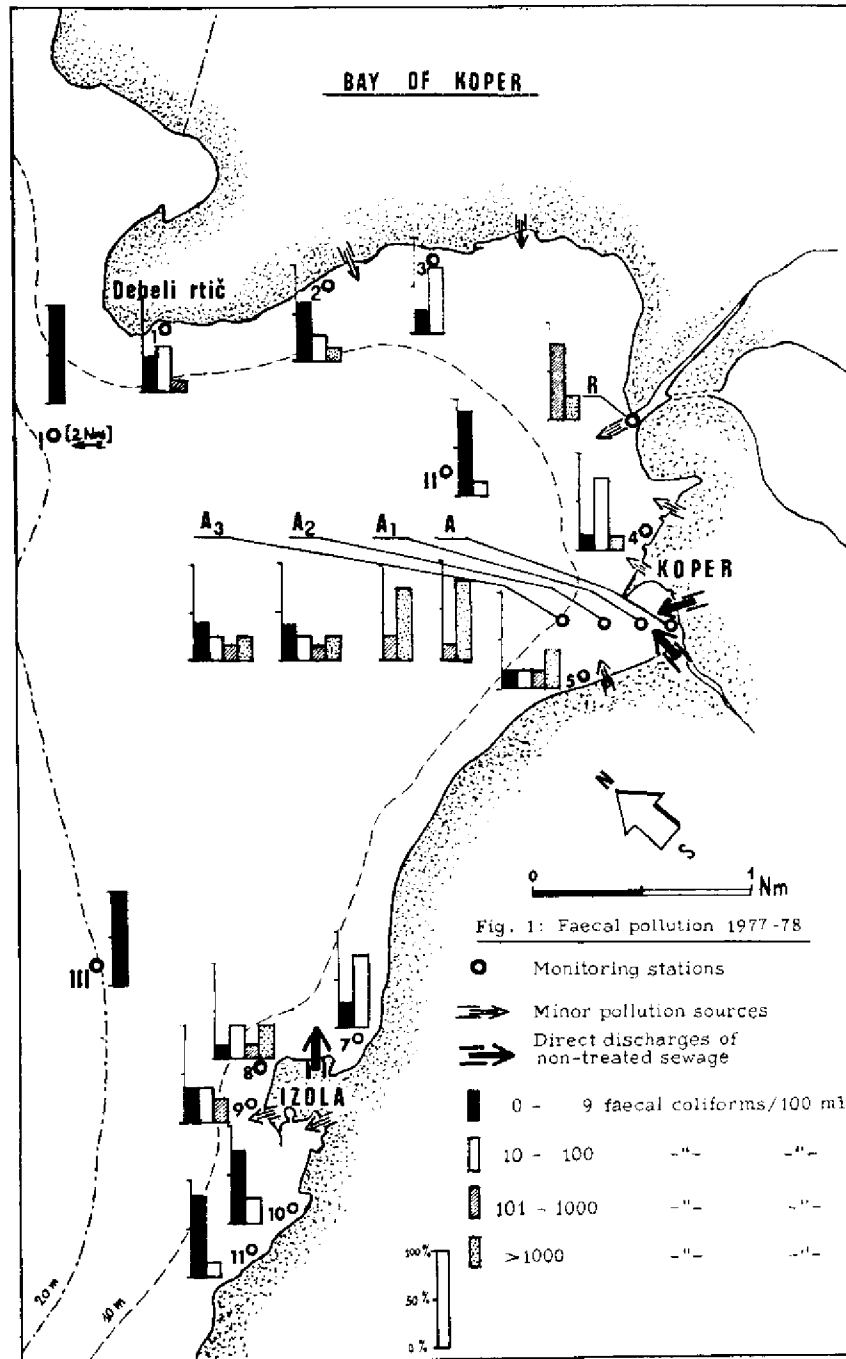 BAY OF KOPER
3
2
Debeli rtič
1
R
I [2 Nm]
II
A3 A2 A1 A
4
KOPER
5
N
S
0 1 Nm
Fig. 1: Faecal pollution 1977-78
III
Monitoring stations
Minor pollution sources
7
Direct discharges of
non-treated sewage
8
IZOLA
9
0 - 9 faecal coliforms/100 ml
10 - 100 -"- -"-
10
101 - 1000 -"- -"-
11
>1000 -"- -"-
100 %
50 %
0 %
20 m
10 m